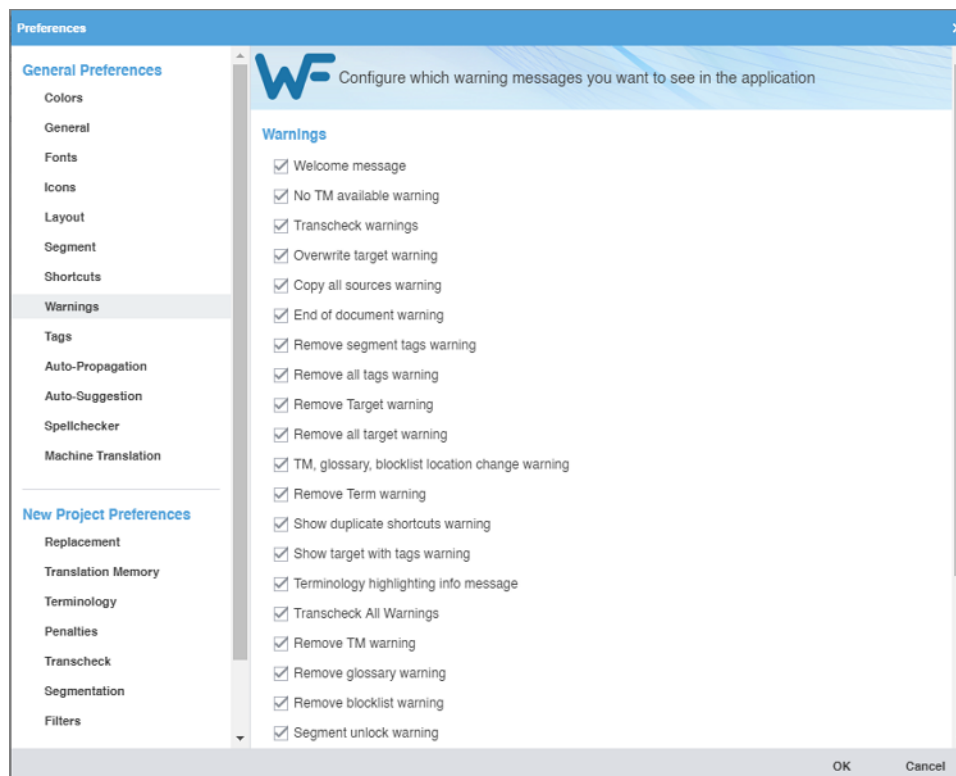 Preferences
General Preferences
Colors
General
Fonts
Icons
Layout
Segment
Shortcuts
Warnings
Tags
Auto-Propagation
Auto-Suggestion
Spellchecker
Machine Translation
New Project Preferences
Replacement
Translation Memory
Terminology
Penalties
Transcheck
Segmentation
Filters
WF Configure which warning messages you want to see in the application
Warnings
Welcome message
No TM available warning
Transcheck warnings
Overwrite target warning
Copy all sources warning
End of document warning
Remove segment tags warning
Remove all tags warning
Remove Target warning
Remove all target warning
TM, glossary, blocklist location change warning
Remove Term warning
Show duplicate shortcuts warning
Show target with tags warning
Terminology highlighting info message
Transcheck All Warnings
Remove TM warning
Remove glossary warning
Remove blocklist warning
Segment unlock warning
OK Cancel